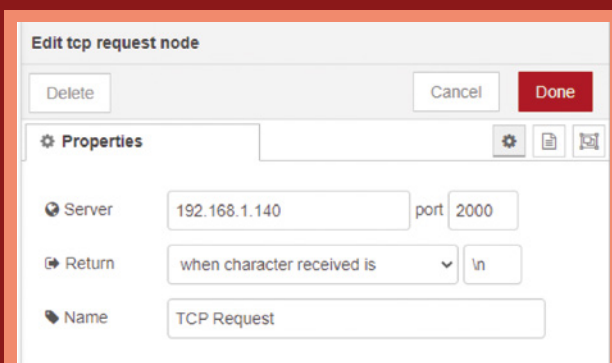 Edit tcp request node
Delete Cancel Done
Properties
Server 192.168.1.140 port 2000
Return when character received is \n
Name TCP Request